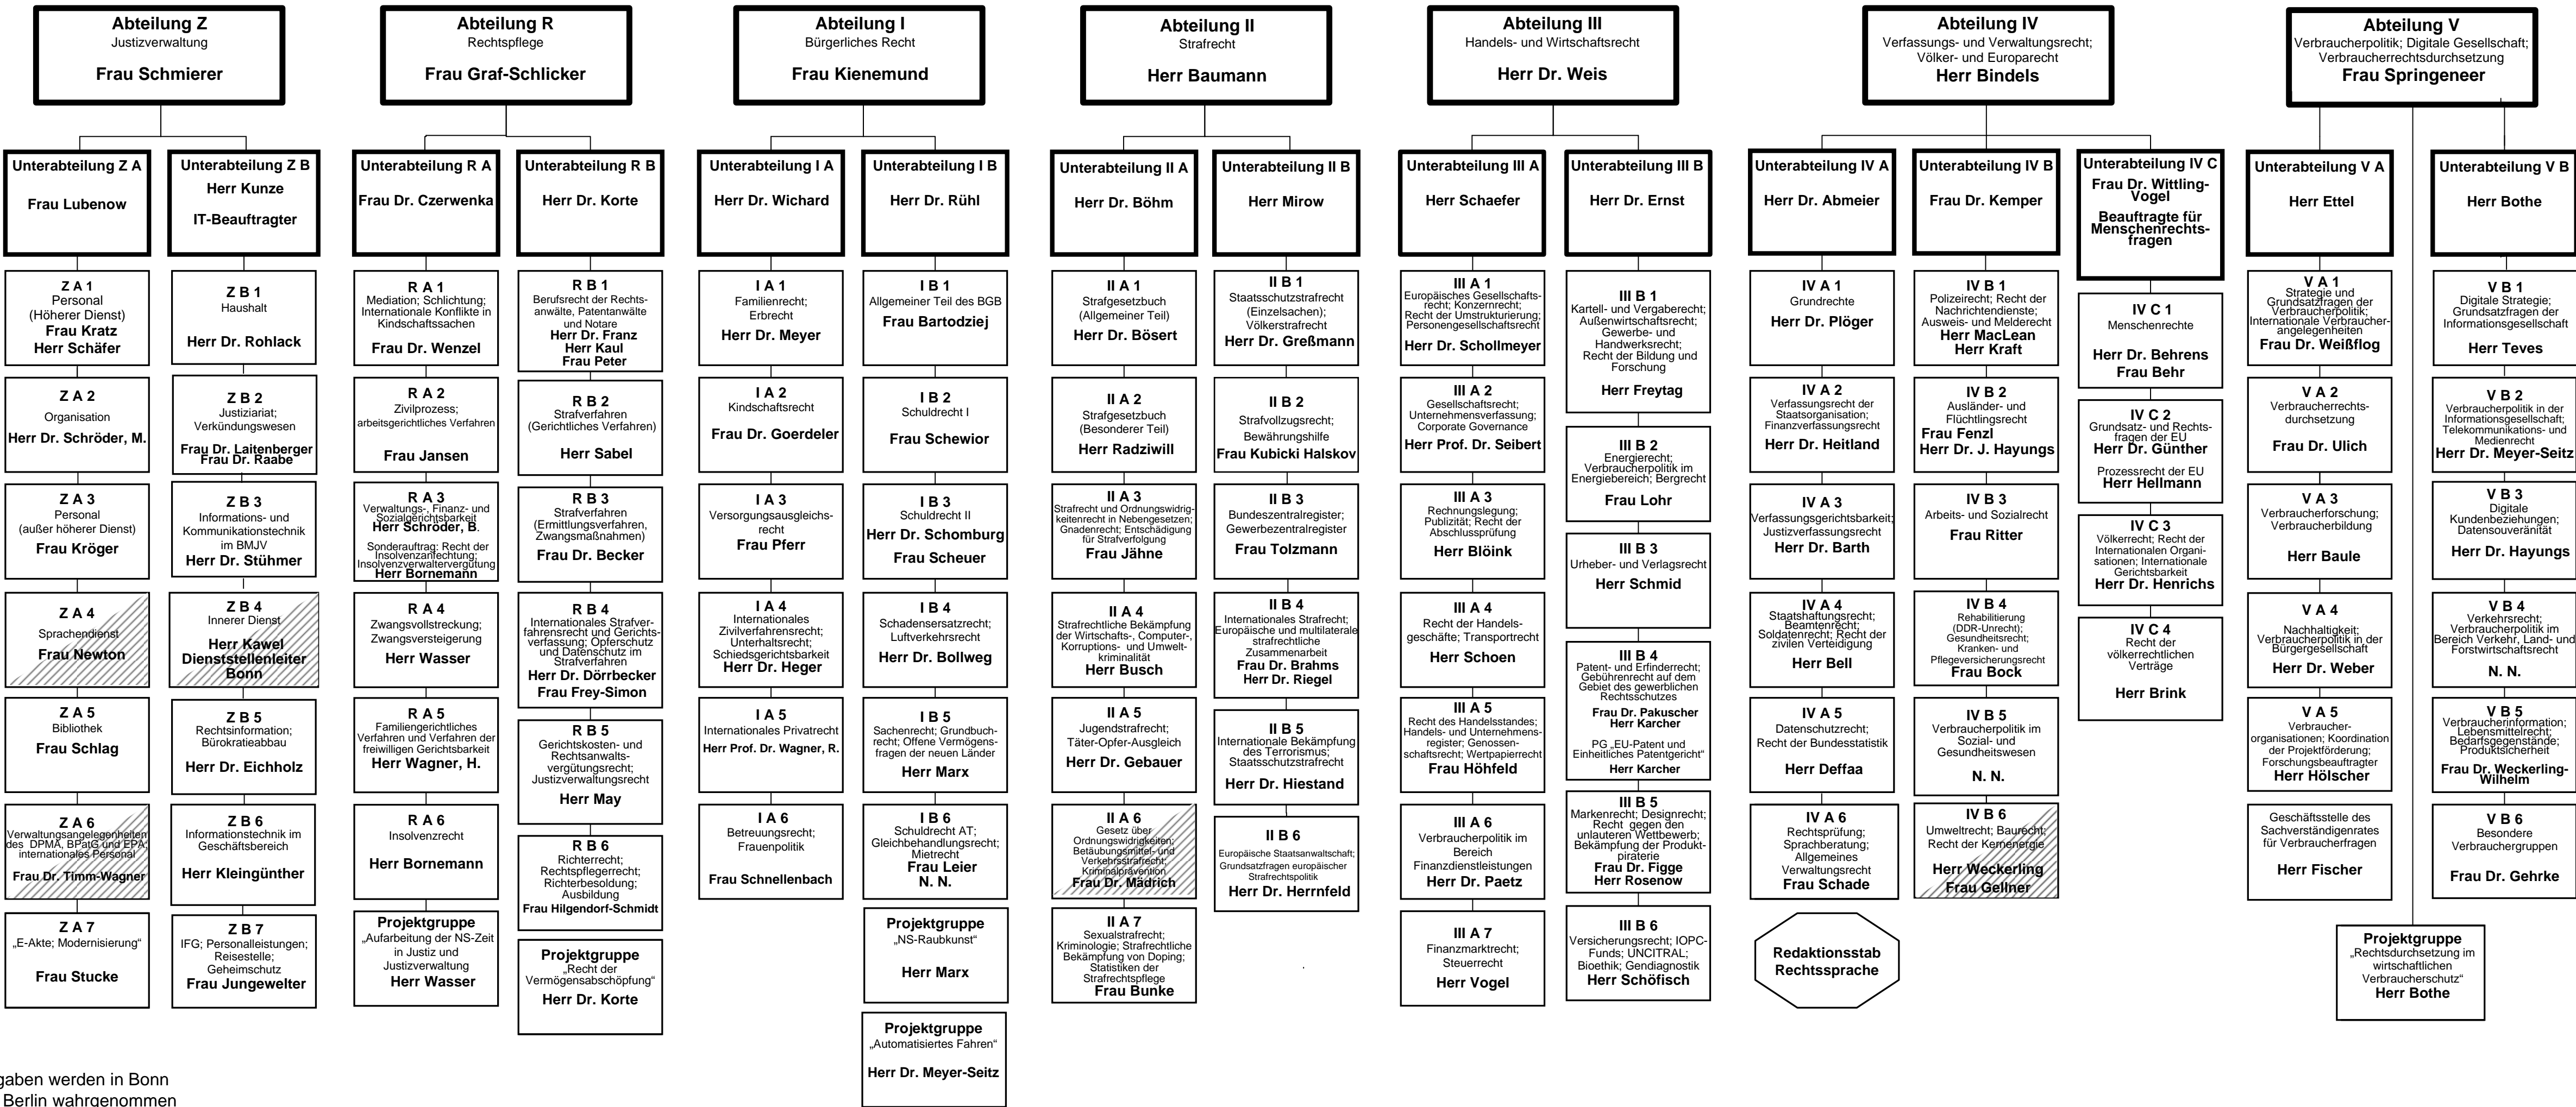 Abteilung Z
Justizverwaltung
Frau Schmierer
Abteilung R
Rechtspflege
Frau Graf-Schlicker
Abteilung I
Bürgerliches Recht
Frau Kienemund
Abteilung II
Strafrecht
Herr Baumann
Abteilung III
Handels- und Wirtschaftsrecht
Herr Dr. Weis
Abteilung IV
Verfassungs- und Verwaltungsrecht;
Völker- und Europarecht
Herr Bindels
Abteilung V
Verbraucherpolitik; Digitale Gesellschaft;
Verbraucherrechtsdurchsetzung
Frau Springeneer
Unterabteilung Z A
Frau Lubenow
Z A 1
Personal
(Höherer Dienst)
Frau Kratz
Herr Schäfer
Z A 2
Organisation
Herr Dr. Schröder, M.
Z A 3
Personal
(außer höherer Dienst)
Frau Kröger
Z A 4
Sprachendienst
Frau Newton
Z A 5
Bibliothek
Frau Schlag
Z A 6
Verwaltungsangelegenheiten
des DPMA, BPatG und EPA;
internationales Personal
Frau Dr. Timm-Wagner
Z A 7
„E-Akte; Modernisierung“
Frau Stucke
Unterabteilung Z B
Herr Kunze
IT-Beauftragter
Z B 1
Haushalt
Herr Dr. Rohlack
Z B 2
Justiziariat;
Verkündungswesen
Frau Dr. Laitenberger
Frau Dr. Raabe
Z B 3
Informations- und
Kommunikationstechnik
im BMJV
Herr Dr. Stühmer
Z B 4
Innerer Dienst
Herr Kawel
Dienststellenleiter
Bonn
Z B 5
Rechtsinformation;
Bürokratieabbau
Herr Dr. Eichholz
Z B 6
Informationstechnik im
Geschäftsbereich
Herr Kleingünther
Z B 7
IFG; Personalleistungen;
Reisestelle;
Geheimschutz
Frau Jungewelter
Unterabteilung R A
Frau Dr. Czerwenka
R A 1
Mediation; Schlichtung;
Internationale Konflikte in
Kindschaftssachen
Frau Dr. Wenzel
R A 2
Zivilprozess;
arbeitsgerichtliches Verfahren
Frau Jansen
R A 3
Verwaltungs-, Finanz- und
Sozialgerichtsbarkeit
Herr Schröder, B.
Sonderauftrag: Recht der
Insolvenzanfechtung;
Insolvenzverwaltervergütung
Herr Bornemann
R A 4
Zwangsvollstreckung;
Zwangsversteigerung
Herr Wasser
R A 5
Familiengerichtliches
Verfahren und Verfahren der
freiwilligen Gerichtsbarkeit
Herr Wagner, H.
R A 6
Insolvenzrecht
Herr Bornemann
Projektgruppe
„Aufarbeitung der NS-Zeit
in Justiz und
Justizverwaltung
Herr Wasser
Unterabteilung R B
Herr Dr. Korte
R B 1
Berufsrecht der Rechts-
anwälte, Patentanwälte
und Notare
Herr Dr. Franz
Herr Kaul
Frau Peter
R B 2
Strafverfahren
(Gerichtliches Verfahren)
Herr Sabel
R B 3
Strafverfahren
(Ermittlungsverfahren,
Zwangsmaßnahmen)
Frau Dr. Becker
R B 4
Internationales Strafver-
fahrensrecht und Gerichts-
verfassung; Opferschutz
und Datenschutz im
Strafverfahren
Herr Dr. Dörrbecker
Frau Frey-Simon
R B 5
Gerichtskosten- und
Rechtsanwalts-
vergütungsrecht;
Justizverwaltungsrecht
Herr May
R B 6
Richterrecht;
Rechtspflegerrecht;
Richterbesoldung;
Ausbildung
Frau Hilgendorf-Schmidt
Projektgruppe
„Recht der
Vermögensabschöpfung“
Herr Dr. Korte
Unterabteilung I A
Herr Dr. Wichard
I A 1
Familienrecht;
Erbrecht
Herr Dr. Meyer
I A 2
Kindschaftsrecht
Frau Dr. Goerdeler
I A 3
Versorgungsausgleichs-
recht
Frau Pferr
I A 4
Internationales
Zivilverfahrensrecht;
Unterhaltsrecht;
Schiedsgerichtsbarkeit
Herr Dr. Heger
I A 5
Internationales Privatrecht
Herr Prof. Dr. Wagner, R.
I A 6
Betreuungsrecht;
Frauenpolitik
Frau Schnellenbach
Unterabteilung I B
Herr Dr. Rühl
I B 1
Allgemeiner Teil des BGB
Frau Bartodziej
I B 2
Schuldrecht I
Frau Schewior
I B 3
Schuldrecht II
Herr Dr. Schomburg
Frau Scheuer
I B 4
Schadensersatzrecht;
Luftverkehrsrecht
Herr Dr. Bollweg
I B 5
Sachenrecht; Grundbuch-
recht; Offene Vermögens-
fragen der neuen Länder
Herr Marx
I B 6
Schuldrecht AT;
Gleichbehandlungsrecht;
Mietrecht
Frau Leier
N. N.
Projektgruppe
„NS-Raubkunst“
Herr Marx
Projektgruppe
„Automatisiertes Fahren“
Herr Dr. Meyer-Seitz
Unterabteilung II A
Herr Dr. Böhm
II A 1
Strafgesetzbuch
(Allgemeiner Teil)
Herr Dr. Bösert
II A 2
Strafgesetzbuch
(Besonderer Teil)
Herr Radziwill
II A 3
Strafrecht und Ordnungswidrig-
keitenrecht in Nebengesetzen;
Gnadenrecht; Entschädigung
für Strafverfolgung
Frau Jähne
II A 4
Strafrechtliche Bekämpfung
der Wirtschafts-, Computer-,
Korruptions- und Umwelt-
kriminalität
Herr Busch
II A 5
Jugendstrafrecht;
Täter-Opfer-Ausgleich
Herr Dr. Gebauer
II A 6
Gesetz über
Ordnungswidrigkeiten;
Betäubungsmittel- und
Verkehrsstrafrecht;
Kriminalprävention
Frau Dr. Mädrich
II A 7
Sexualstrafrecht;
Kriminologie; Strafrechtliche
Bekämpfung von Doping;
Statistiken der
Strafrechtspflege
Frau Bunke
Unterabteilung II B
Herr Mirow
II B 1
Staatsschutzstrafrecht
(Einzelsachen);
Völkerstrafrecht
Herr Dr. Greßmann
II B 2
Strafvollzugsrecht;
Bewährungshilfe
Frau Kubicki Halskov
II B 3
Bundeszentralregister;
Gewerbezentralregister
Frau Tolzmann
II B 4
Internationales Strafrecht;
Europäische und multilaterale
strafrechtliche
Zusammenarbeit
Frau Dr. Brahms
Herr Dr. Riegel
II B 5
Internationale Bekämpfung
des Terrorismus;
Staatsschutzstrafrecht
Herr Dr. Hiestand
II B 6
Europäische Staatsanwaltschaft;
Grundsatzfragen europäischer
Strafrechtspolitik
Herr Dr. Herrnfeld
Unterabteilung III A
Herr Schaefer
III A 1
Europäisches Gesellschafts-
recht; Konzernrecht;
Recht der Umstrukturierung;
Personengesellschaftsrecht
Herr Dr. Schollmeyer
III A 2
Gesellschaftsrecht;
Unternehmensverfassung;
Corporate Governance
Herr Prof. Dr. Seibert
III A 3
Rechnungslegung;
Publizität; Recht der
Abschlussprüfung
Herr Blöink
III A 4
Recht der Handels-
geschäfte; Transportrecht
Herr Schoen
III A 5
Recht des Handelsstandes;
Handels- und Unternehmens-
register; Genossen-
schaftsrecht; Wertpapierrecht
Frau Höhfeld
III A 6
Verbraucherpolitik im
Bereich
Finanzdienstleistungen
Herr Dr. Paetz
III A 7
Finanzmarktrecht;
Steuerrecht
Herr Vogel
Unterabteilung III B
Herr Dr. Ernst
III B 1
Kartell- und Vergaberecht;
Außenwirtschaftsrecht;
Gewerbe- und
Handwerksrecht;
Recht der Bildung und
Forschung
Herr Freytag
III B 2
Energierecht;
Verbraucherpolitik im
Energiebereich; Bergrecht
Frau Lohr
III B 3
Urheber- und Verlagsrecht
Herr Schmid
III B 4
Patent- und Erfinderrecht;
Gebührenrecht auf dem
Gebiet des gewerblichen
Rechtsschutzes
Frau Dr. Pakuscher
Herr Karcher
PG „EU-Patent und
Einheitliches Patentgericht“
Herr Karcher
III B 5
Markenrecht; Designrecht;
Recht gegen den
unlauteren Wettbewerb;
Bekämpfung der Produkt-
piraterie
Frau Dr. Figge
Herr Rosenow
III B 6
Versicherungsrecht; IOPC-
Funds; UNCITRAL;
Bioethik; Gendiagnostik
Herr Schöfisch
Unterabteilung IV A
Herr Dr. Abmeier
IV A 1
Grundrechte
Herr Dr. Plöger
IV A 2
Verfassungsrecht der
Staatsorganisation;
Finanzverfassungsrecht
Herr Dr. Heitland
IV A 3
Verfassungsgerichtsbarkeit;
Justizverfassungsrecht
Herr Dr. Barth
IV A 4
Staatshaftungsrecht;
Beamtenrecht;
Soldatenrecht; Recht der
zivilen Verteidigung
Herr Bell
IV A 5
Datenschutzrecht;
Recht der Bundesstatistik
Herr Deffaa
IV A 6
Rechtsprüfung;
Sprachberatung;
Allgemeines
Verwaltungsrecht
Frau Schade
Redaktionsstab
Rechtssprache
Unterabteilung IV B
Frau Dr. Kemper
IV B 1
Polizeirecht; Recht der
Nachrichtendienste;
Ausweis- und Melderecht
Herr MacLean
Herr Kraft
IV B 2
Ausländer- und
Flüchtlingsrecht
Frau Fenzl
Herr Dr. J. Hayungs
IV B 3
Arbeits- und Sozialrecht
Frau Ritter
IV B 4
Rehabilitierung
(DDR-Unrecht);
Gesundheitsrecht;
Kranken- und
Pflegeversicherungsrecht
Frau Bock
IV B 5
Verbraucherpolitik im
Sozial- und
Gesundheitswesen
N. N.
IV B 6
Umweltrecht; Baurecht;
Recht der Kernenergie
Herr Weckerling
Frau Gellner
Unterabteilung IV C
Frau Dr. Wittling-
Vogel
Beauftragte für
Menschenrechts-
fragen
IV C 1
Menschenrechte
Herr Dr. Behrens
Frau Behr
IV C 2
Grundsatz- und Rechts-
fragen der EU
Herr Dr. Günther
Prozessrecht der EU
Herr Hellmann
IV C 3
Völkerrecht; Recht der
Internationalen Organi-
sationen; Internationale
Gerichtsbarkeit
Herr Dr. Henrichs
IV C 4
Recht der
völkerrechtlichen
Verträge
Herr Brink
Unterabteilung V A
Herr Ettel
V A 1
Strategie und
Grundsatzfragen der
Verbraucherpolitik;
Internationale Verbraucher-
angelegenheiten
Frau Dr. Weißflog
V A 2
Verbraucherrechts-
durchsetzung
Frau Dr. Ulich
V A 3
Verbraucherforschung;
Verbraucherbildung
Herr Baule
V A 4
Nachhaltigkeit;
Verbraucherpolitik in der
Bürgergesellschaft
Herr Dr. Weber
V A 5
Verbraucher-
organisationen; Koordination
der Projektförderung;
Forschungsbeauftragter
Herr Hölscher
Geschäftsstelle des
Sachverständigenrates
für Verbraucherfragen
Herr Fischer
Projektgruppe
„Rechtsdurchsetzung im
wirtschaftlichen
Verbraucherschutz“
Herr Bothe
Unterabteilung V B
Herr Bothe
V B 1
Digitale Strategie;
Grundsatzfragen der
Informationsgesellschaft
Herr Teves
V B 2
Verbraucherpolitik in der
Informationsgesellschaft;
Telekommunikations- und
Medienrecht
Herr Dr. Meyer-Seitz
V B 3
Digitale
Kundenbeziehungen;
Datensouveränität
Herr Dr. Hayungs
V B 4
Verkehrsrecht;
Verbraucherpolitik im
Bereich Verkehr, Land- und
Forstwirtschaftsrecht
N. N.
V B 5
Verbraucherinformation;
Lebensmittelrecht;
Bedarfsgegenstände;
Produktsicherheit
Frau Dr. Weckerling-
Wilhelm
V B 6
Besondere
Verbrauchergruppen
Frau Dr. Gehrke
gaben werden in Bonn
Berlin wahrgenommen